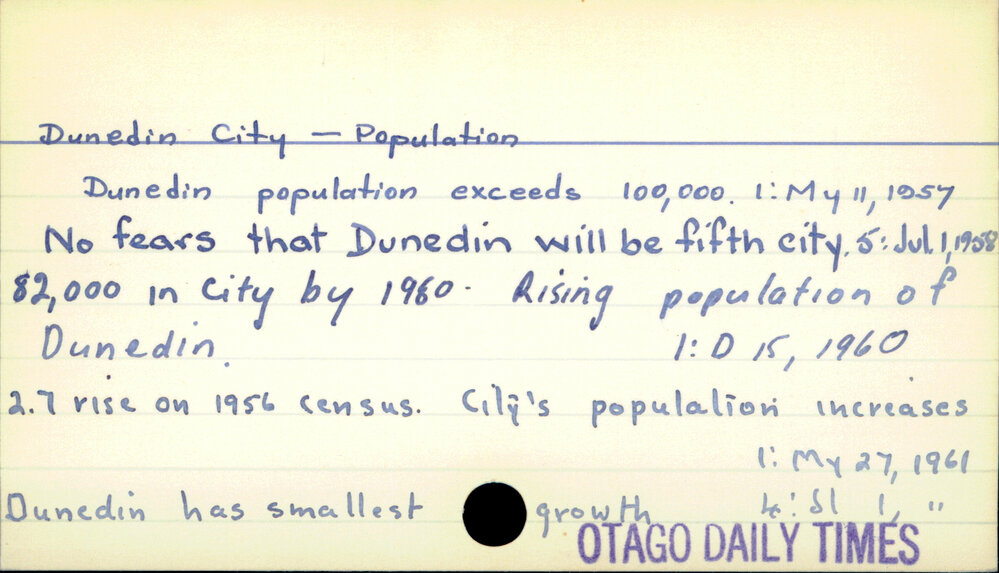 Dunedin City — Population
Dunedin population exceeds 100,000. 1: My 11, 1957
No fears that Dunedin will be fifth city. 5: Jul. 1, 1958
82,000 in City by 1980. Rising population of
Dunedin. 1: D 15, 1960
2.7 rise on 1956 census. City's population increases
1: My 27, 1961
Dunedin has smallest growth 4: Jl 1, "
OTAGO DAILY TIMES